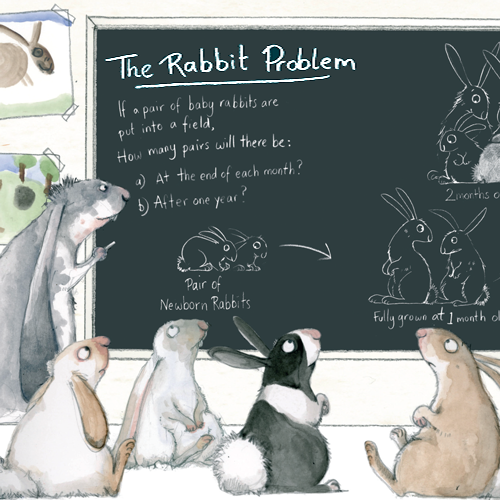 The Rabbit Problem
If a pair of baby rabbits are
put into a field,
How many pairs will there be:
a) At the end of each month?
b) After one year?
2 months o
Pair of
Newborn Rabbits
Fully grown at 1 month ol